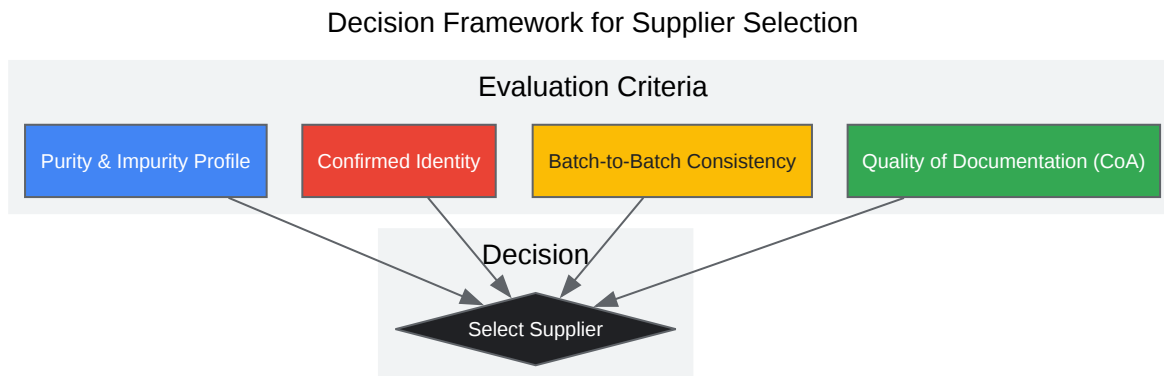 Decision Framework for Supplier Selection
Evaluation Criteria
Purity & Impurity Profile
Confirmed Identity
Batch-to-Batch Consistency
Quality of Documentation (CoA)
Decision
Select Supplier